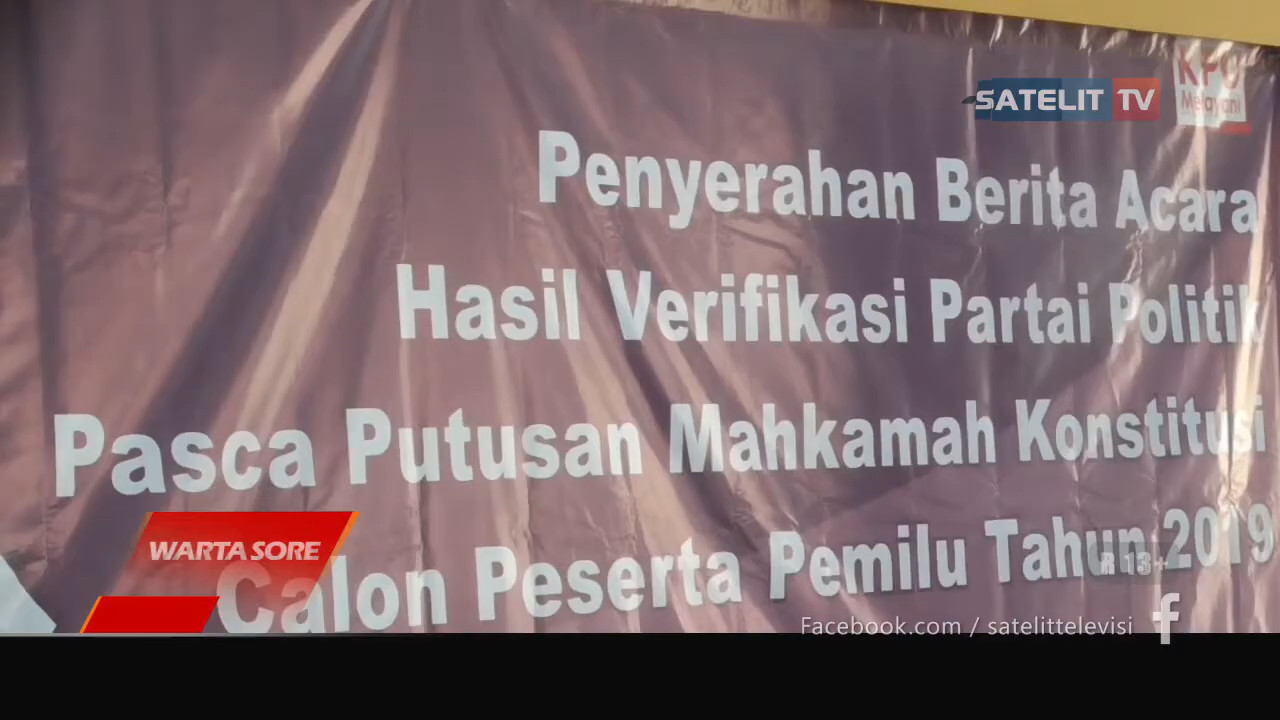 SATELIT TV
KPU
Melayani
Penyerahan Berita Acara
Hasil Verifikasi Partai Politik
Pasca Putusan Mahkamah Konstitusi
Calon Peserta Pemilu Tahun 2019
WARTA SORE
R 13+
Facebook.com / satelittelevisi